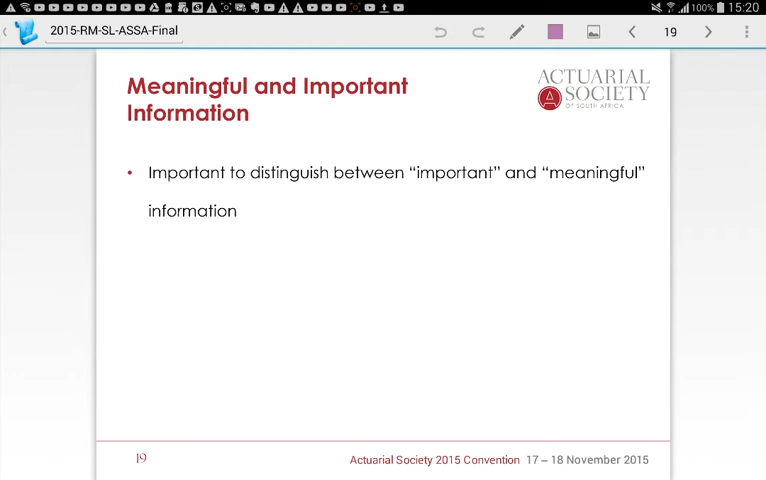 100% 15:20
2015-RM-SL-ASSA-Final
19
Meaningful and Important
Information
ACTUARIAL
SOCIETY
OF SOUTH AFRICA
• Important to distinguish between “important” and “meaningful”
information
19
Actuarial Society 2015 Convention 17 – 18 November 2015